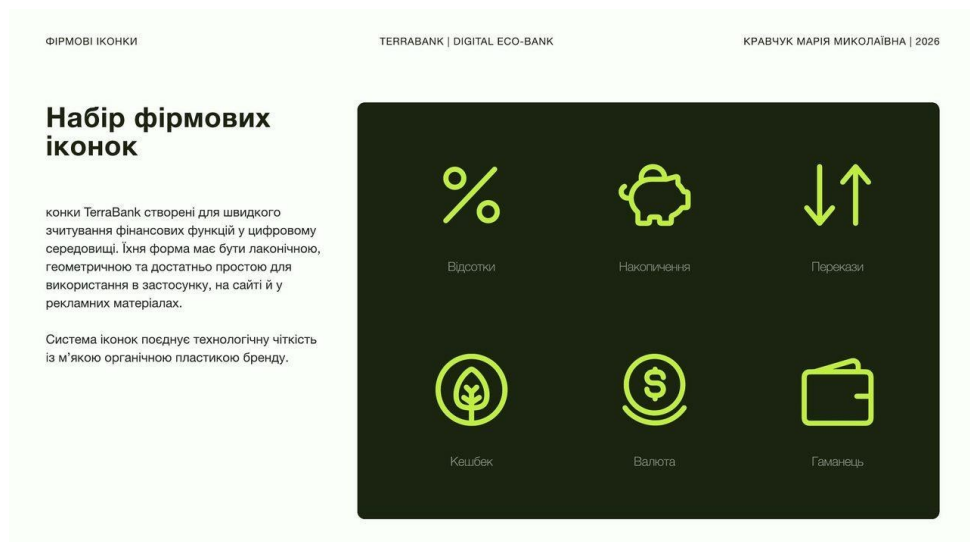 ФІРМОВІ ІКОНКИ
TERRABANK | DIGITAL ECO-BANK
КРАВЧУК МАРІЯ МИКОЛАЇВНА | 2026
Набір фірмових
іконок
конки TerraBank створені для швидкого
зчитування фінансових функцій у цифровому
середовищі. Їхня форма має бути лаконічною,
геометричною та достатньо простою для
використання в застосунку, на сайті й у
рекламних матеріалах.
Система іконок поєднує технологічну чіткість
із м’якою органічною пластикою бренду.
Відсотки
Накопичення
Перекази
Кешбек
Валюта
Гаманець